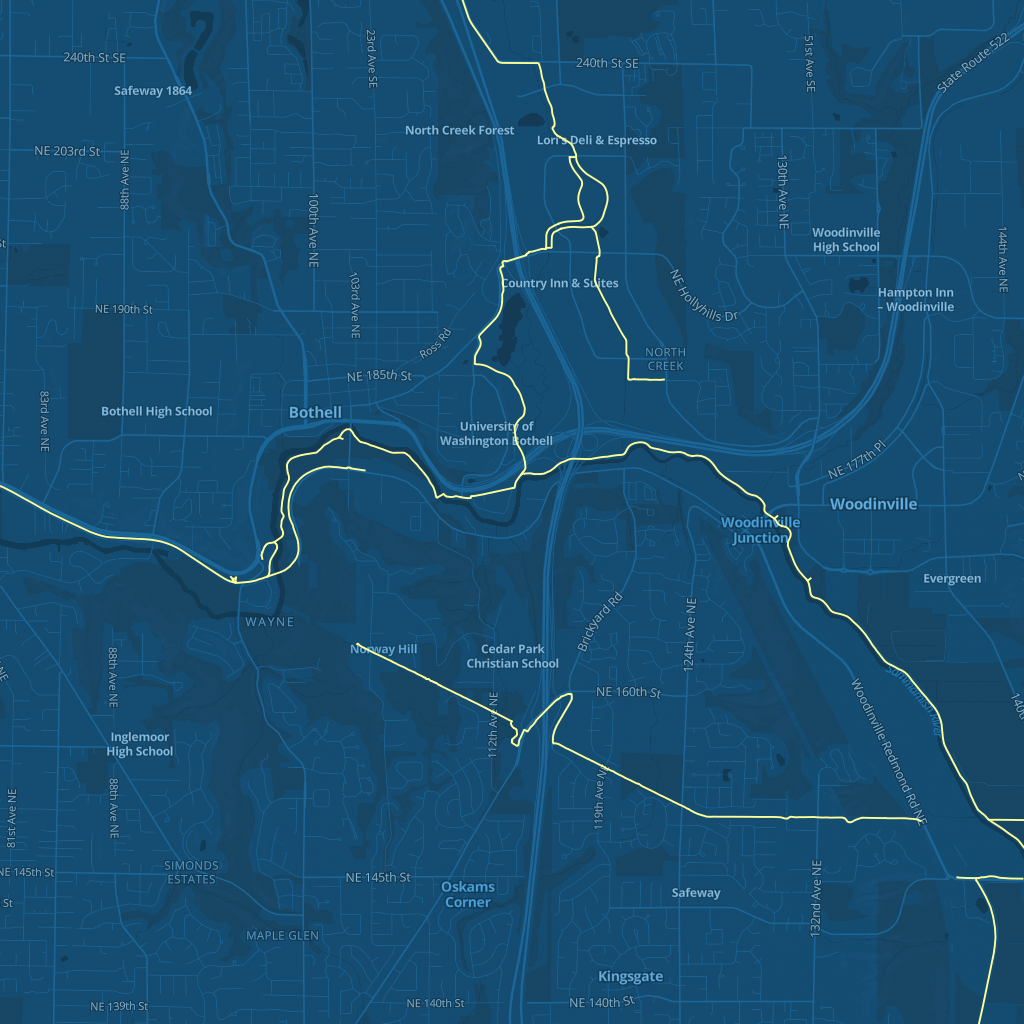 240th St SE
23rd Ave SE
240th St SE
51st Ave SE
State Route 522
Safeway 1864
North Creek Forest
Lori's Deli & Espresso
NE 203rd St
88th Ave NE
130th Ave NE
100th Ave NE
Woodinville
High School
144th Ave NE
St
Country Inn & Suites
NE Hollyhills Dr
Hampton Inn
– Woodinville
103rd Ave NE
NE 190th St
Ross Rd
NORTH
CREEK
NE 185th St
83rd Ave NE
Bothell High School
Bothell
University of
Washington Bothell
NE 177th Pl
N
Woodinville
Woodinville
Junction
Evergreen
WAYNE
Brickyard Rd
124th Ave NE
NE
88th Ave NE
Norway Hill
Cedar Park
Christian School
NE 160th St
Sammamish River
140t
112th Ave NE
Woodinville-Redmond Rd NE
Inglemoor
High School
81st Ave NE
88th Ave NE
119th Ave NE
SIMONDS
ESTATES
NE 145th St
NE 145th St
Oskams
Corner
Safeway
132nd Ave NE
St
MAPLE GLEN
Kingsgate
NE 139th St
NE 140th St
NE 140th St